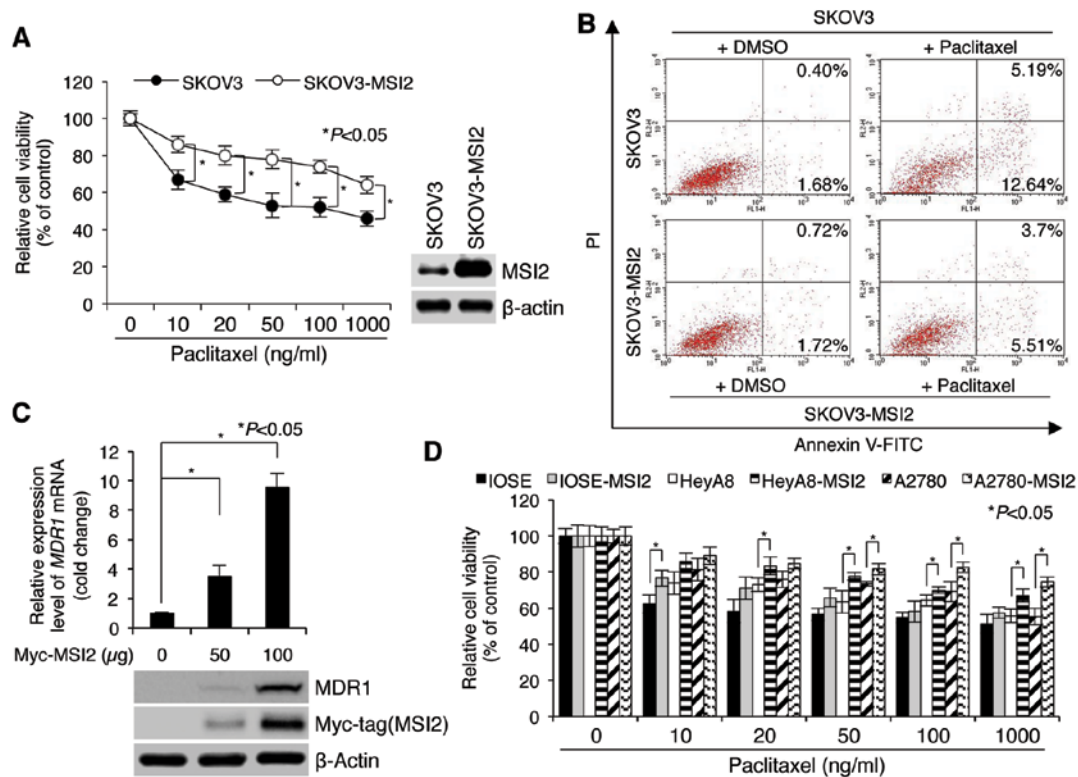 A
SKOV3
SKOV3-MSI2
*P<0.05
Relative cell viability
(% of control)
120
100
80
60
40
20
0
* * * * *
0 10 20 50 100 1000
Paclitaxel (ng/ml)
SKOV3
SKOV3-MSI2
MSI2
β-actin
B
SKOV3
+ DMSO + Paclitaxel
PI
SKOV3
0.40% 5.19%
1.68% 12.64%
SKOV3-MSI2
0.72% 3.7%
1.72% 5.51%
FL2-H
FL1-H
+ DMSO + Paclitaxel
SKOV3-MSI2
Annexin V-FITC
C
*P<0.05
Relative expression
level of MDR1 mRNA
(cold change)
12
10
8
6
4
2
0
* *
Myc-MSI2 (µg) 0 50 100
MDR1
Myc-tag(MSI2)
β-Actin
D
IOSE IOSE-MSI2 HeyA8 HeyA8-MSI2 A2780 A2780-MSI2
*P<0.05
Relative cell viability
(% of control)
120
100
80
60
40
20
0
* * * * * * * *
0 10 20 50 100 1000
Paclitaxel (ng/ml)